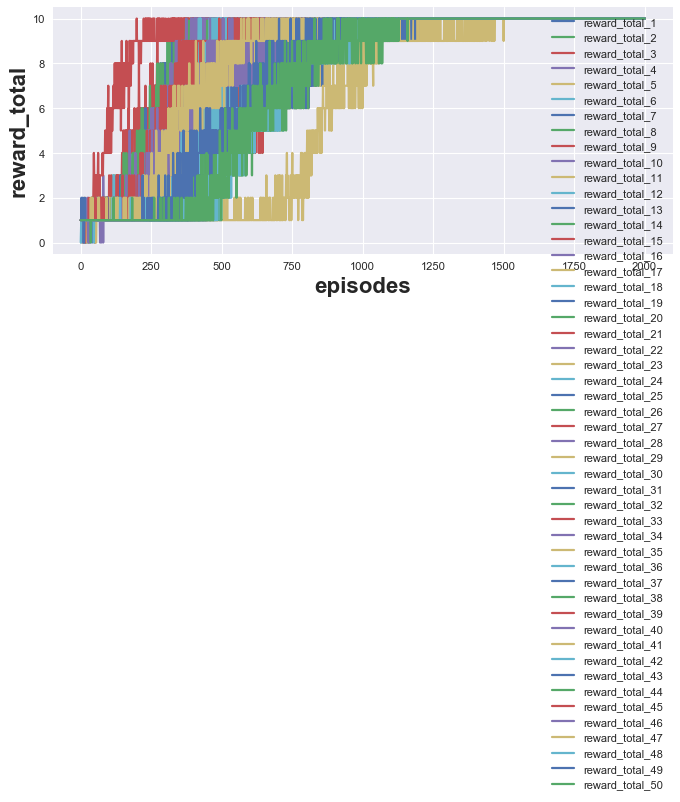 10
8
6
4
2
0
reward_total
0
250
500
750
1000
1250
1500
1750
2000
episodes
reward_total_1
reward_total_2
reward_total_3
reward_total_4
reward_total_5
reward_total_6
reward_total_7
reward_total_8
reward_total_9
reward_total_10
reward_total_11
reward_total_12
reward_total_13
reward_total_14
reward_total_15
reward_total_16
reward_total_17
reward_total_18
reward_total_19
reward_total_20
reward_total_21
reward_total_22
reward_total_23
reward_total_24
reward_total_25
reward_total_26
reward_total_27
reward_total_28
reward_total_29
reward_total_30
reward_total_31
reward_total_32
reward_total_33
reward_total_34
reward_total_35
reward_total_36
reward_total_37
reward_total_38
reward_total_39
reward_total_40
reward_total_41
reward_total_42
reward_total_43
reward_total_44
reward_total_45
reward_total_46
reward_total_47
reward_total_48
reward_total_49
reward_total_50